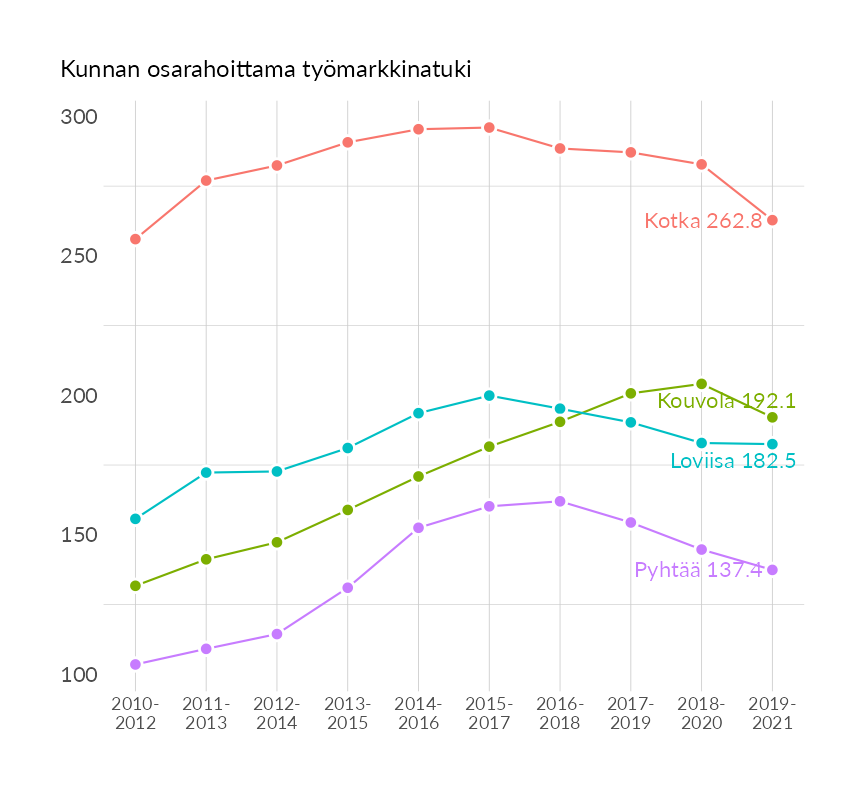 Kunnan osarahoittama työmarkkinatuki
300
250
200
150
100
Kotka 262.8
Kouvola 192.1
Loviisa 182.5
Pyhtää 137.4
2010- 2011- 2012- 2013- 2014- 2015- 2016- 2017- 2018- 2019-
2012 2013 2014 2015 2016 2017 2018 2019 2020 2021